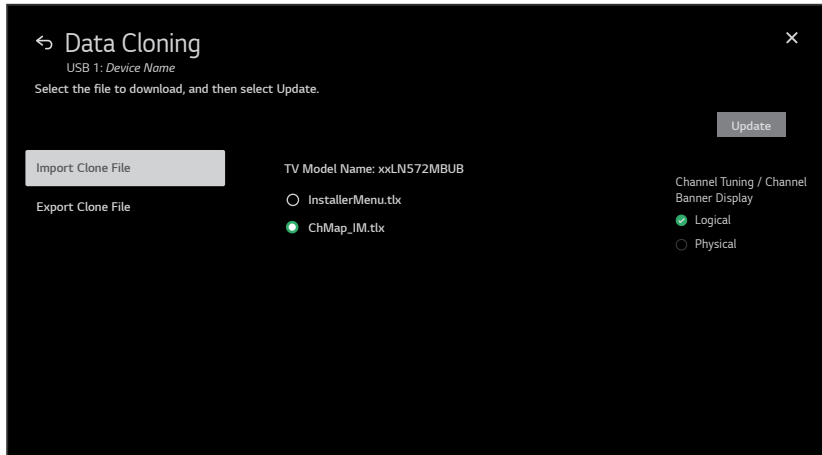 Data Cloning
USB 1: Device Name
Select the file to download, and then select Update.
Update
Import Clone File
Export Clone File
TV Model Name: xxLN572MBUB
InstallerMenu.tlx
ChMap_IM.tlx
Channel Tuning / Channel
Banner Display
Logical
Physical